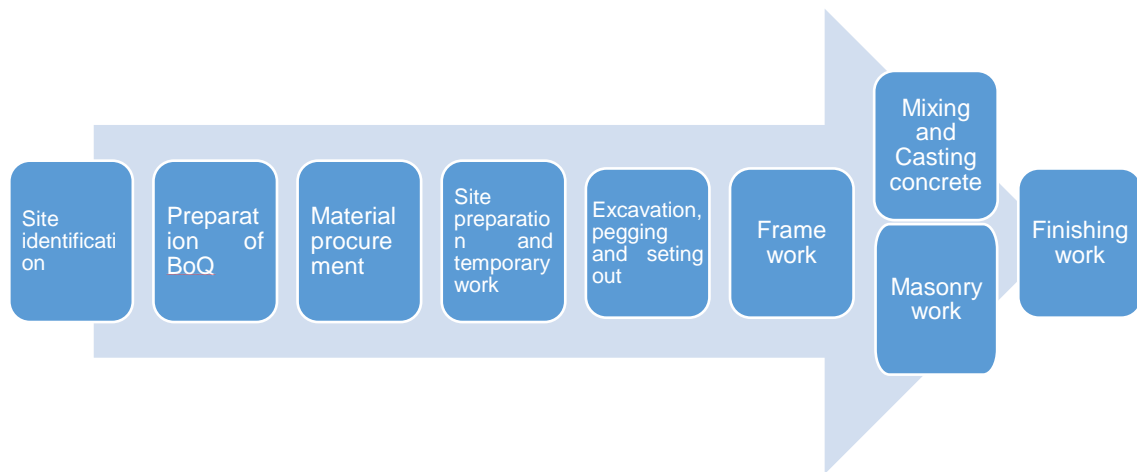 Site
identificati
on
Preparat
ion of
BoQ
Material
procure
ment
Site
preparatio
n and
temporary
work
Excavation,
pegging
and seting
out
Frame
work
Mixing
and
Casting
concrete
Masonry
work
Finishing
work